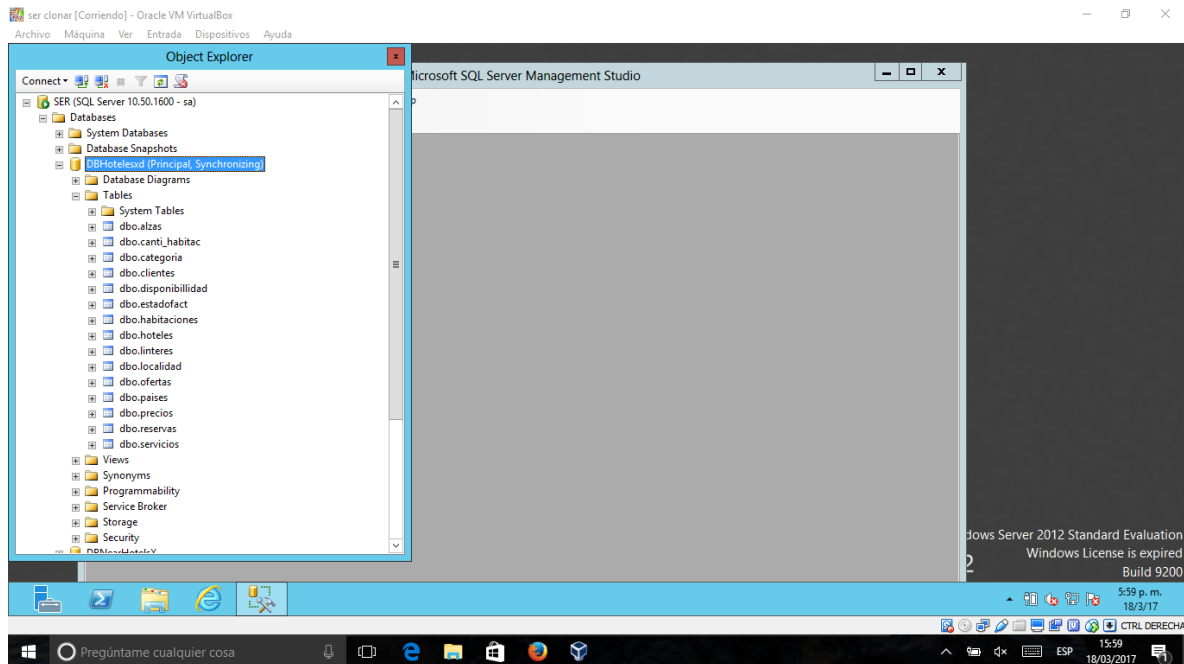 ser clonar [Corriendo] - Oracle VM VirtualBox
Archivo Máquina Ver Entrada Dispositivos Ayuda
Object Explorer
Microsoft SQL Server Management Studio
Connect
SER (SQL Server 10.50.1600 - sa)
Databases
System Databases
Database Snapshots
DBHotelesxd (Principal, Synchronizing)
Database Diagrams
Tables
System Tables
dbo.alzas
dbo.canti_habitac
dbo.categoria
dbo.clientes
dbo.disponibillidad
dbo.estadofact
dbo.habitaciones
dbo.hoteles
dbo.linteres
dbo.localidad
dbo.ofertas
dbo.paises
dbo.precios
dbo.reservas
dbo.servicios
Views
Synonyms
Programmability
Service Broker
Storage
Security
dows Server 2012 Standard Evaluation
Windows License is expired
Build 9200
5:59 p. m.
18/3/17
CTRL DERECHA
Pregúntame cualquier cosa
ESP
15:59
18/03/2017